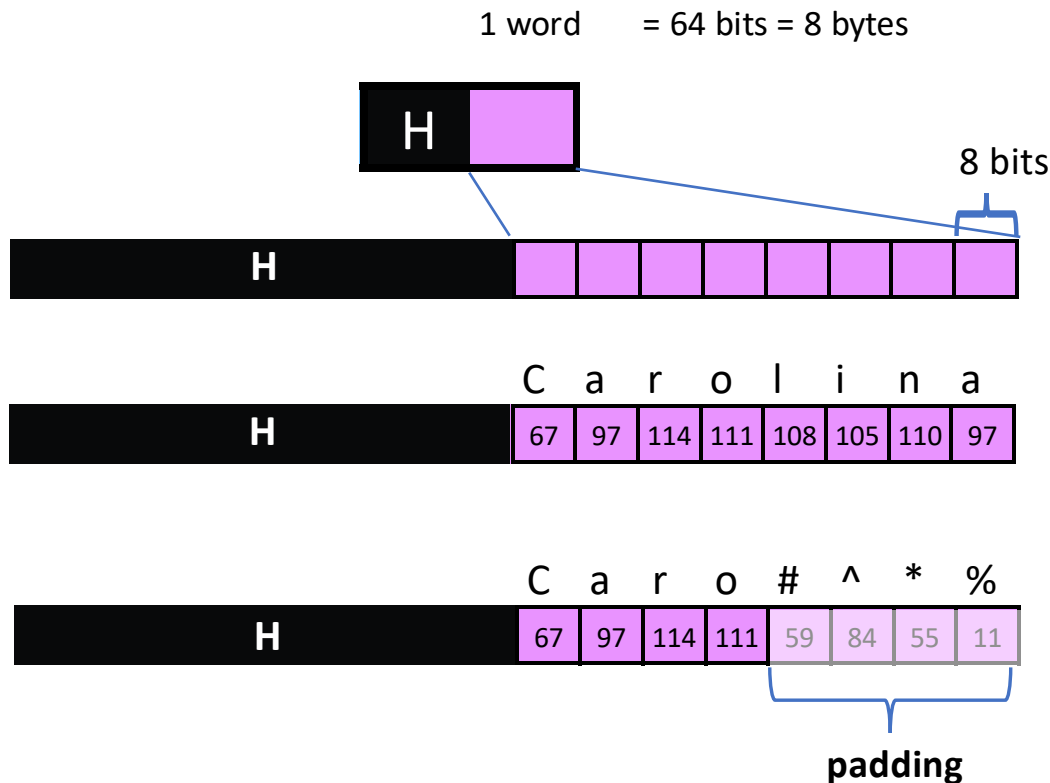 1 word = 64 bits = 8 bytes
H
8 bits
H
C a r o l i n a
H 67 97 114 111 108 105 110 97
C a r o # ^ * %
H 67 97 114 111 59 84 55 11
padding